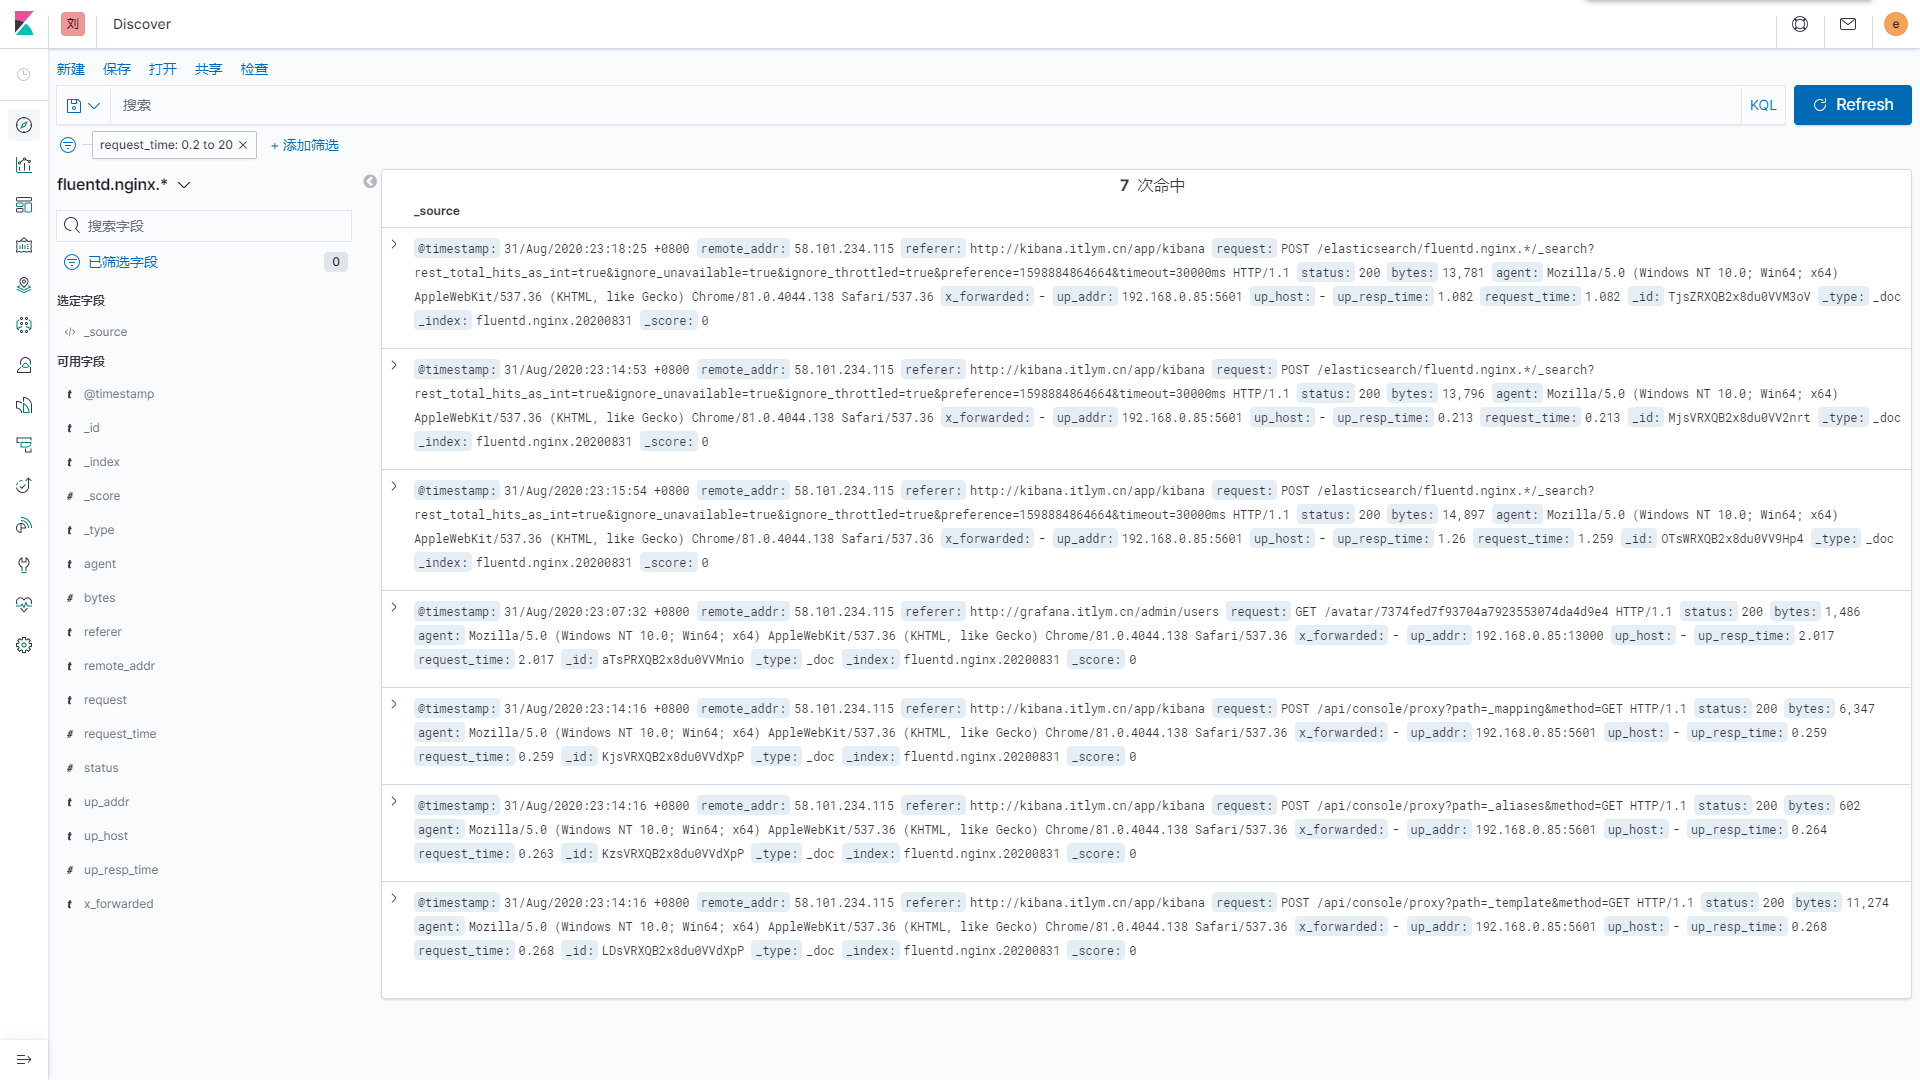 刘
Discover
e
新建 保存 打开 共享 检查
搜索
KQL
Refresh
request_time: 0.2 to 20
+ 添加筛选
fluentd.nginx.*
搜索字段
已筛选字段 0
选定字段
_source
可用字段
t @timestamp
t _id
t _index
# _score
t _type
t agent
# bytes
t referer
t remote_addr
t request
# request_time
# status
t up_addr
t up_host
# up_resp_time
t x_forwarded
7 次命中
_source
@timestamp: 31/Aug/2020:23:18:25 +0800 remote_addr: 58.101.234.115 referer: http://kibana.itlym.cn/app/kibana request: POST /elasticsearch/fluentd.nginx.*/_search?
rest_total_hits_as_int=true&ignore_unavailable=true&ignore_throttled=true&preference=1598884864664&timeout=30000ms HTTP/1.1 status: 200 bytes: 13,781 agent: Mozilla/5.0 (Windows NT 10.0; Win64; x64)
AppleWebKit/537.36 (KHTML, like Gecko) Chrome/81.0.4044.138 Safari/537.36 x_forwarded: - up_addr: 192.168.0.85:5601 up_host: - up_resp_time: 1.082 request_time: 1.082 _id: TjsZRXQB2x8du0VVM3oV _type: _doc
_index: fluentd.nginx.20200831 _score: 0
@timestamp: 31/Aug/2020:23:14:53 +0800 remote_addr: 58.101.234.115 referer: http://kibana.itlym.cn/app/kibana request: POST /elasticsearch/fluentd.nginx.*/_search?
rest_total_hits_as_int=true&ignore_unavailable=true&ignore_throttled=true&preference=1598884864664&timeout=30000ms HTTP/1.1 status: 200 bytes: 13,796 agent: Mozilla/5.0 (Windows NT 10.0; Win64; x64)
AppleWebKit/537.36 (KHTML, like Gecko) Chrome/81.0.4044.138 Safari/537.36 x_forwarded: - up_addr: 192.168.0.85:5601 up_host: - up_resp_time: 0.213 request_time: 0.213 _id: MjsVRXQB2x8du0VV2nrt _type: _doc
_index: fluentd.nginx.20200831 _score: 0
@timestamp: 31/Aug/2020:23:15:54 +0800 remote_addr: 58.101.234.115 referer: http://kibana.itlym.cn/app/kibana request: POST /elasticsearch/fluentd.nginx.*/_search?
rest_total_hits_as_int=true&ignore_unavailable=true&ignore_throttled=true&preference=1598884864664&timeout=30000ms HTTP/1.1 status: 200 bytes: 14,897 agent: Mozilla/5.0 (Windows NT 10.0; Win64; x64)
AppleWebKit/537.36 (KHTML, like Gecko) Chrome/81.0.4044.138 Safari/537.36 x_forwarded: - up_addr: 192.168.0.85:5601 up_host: - up_resp_time: 1.26 request_time: 1.259 _id: OTsWRXQB2x8du0VV9Hp4 _type: _doc
_index: fluentd.nginx.20200831 _score: 0
@timestamp: 31/Aug/2020:23:07:32 +0800 remote_addr: 58.101.234.115 referer: http://grafana.itlym.cn/admin/users request: GET /avatar/7374fed7f93704a7923553074da4d9e4 HTTP/1.1 status: 200 bytes: 1,486
agent: Mozilla/5.0 (Windows NT 10.0; Win64; x64) AppleWebKit/537.36 (KHTML, like Gecko) Chrome/81.0.4044.138 Safari/537.36 x_forwarded: - up_addr: 192.168.0.85:13000 up_host: - up_resp_time: 2.017
request_time: 2.017 _id: aTsPRXQB2x8du0VVMnio _type: _doc _index: fluentd.nginx.20200831 _score: 0
@timestamp: 31/Aug/2020:23:14:16 +0800 remote_addr: 58.101.234.115 referer: http://kibana.itlym.cn/app/kibana request: POST /api/console/proxy?path=_mapping&method=GET HTTP/1.1 status: 200 bytes: 6,347
agent: Mozilla/5.0 (Windows NT 10.0; Win64; x64) AppleWebKit/537.36 (KHTML, like Gecko) Chrome/81.0.4044.138 Safari/537.36 x_forwarded: - up_addr: 192.168.0.85:5601 up_host: - up_resp_time: 0.259
request_time: 0.259 _id: KjsVRXQB2x8du0VVdXpP _type: _doc _index: fluentd.nginx.20200831 _score: 0
@timestamp: 31/Aug/2020:23:14:16 +0800 remote_addr: 58.101.234.115 referer: http://kibana.itlym.cn/app/kibana request: POST /api/console/proxy?path=_aliases&method=GET HTTP/1.1 status: 200 bytes: 602
agent: Mozilla/5.0 (Windows NT 10.0; Win64; x64) AppleWebKit/537.36 (KHTML, like Gecko) Chrome/81.0.4044.138 Safari/537.36 x_forwarded: - up_addr: 192.168.0.85:5601 up_host: - up_resp_time: 0.264
request_time: 0.263 _id: KzsVRXQB2x8du0VVdXpP _type: _doc _index: fluentd.nginx.20200831 _score: 0
@timestamp: 31/Aug/2020:23:14:16 +0800 remote_addr: 58.101.234.115 referer: http://kibana.itlym.cn/app/kibana request: POST /api/console/proxy?path=_template&method=GET HTTP/1.1 status: 200 bytes: 11,274
agent: Mozilla/5.0 (Windows NT 10.0; Win64; x64) AppleWebKit/537.36 (KHTML, like Gecko) Chrome/81.0.4044.138 Safari/537.36 x_forwarded: - up_addr: 192.168.0.85:5601 up_host: - up_resp_time: 0.268
request_time: 0.268 _id: LDsVRXQB2x8du0VVdXpP _type: _doc _index: fluentd.nginx.20200831 _score: 0